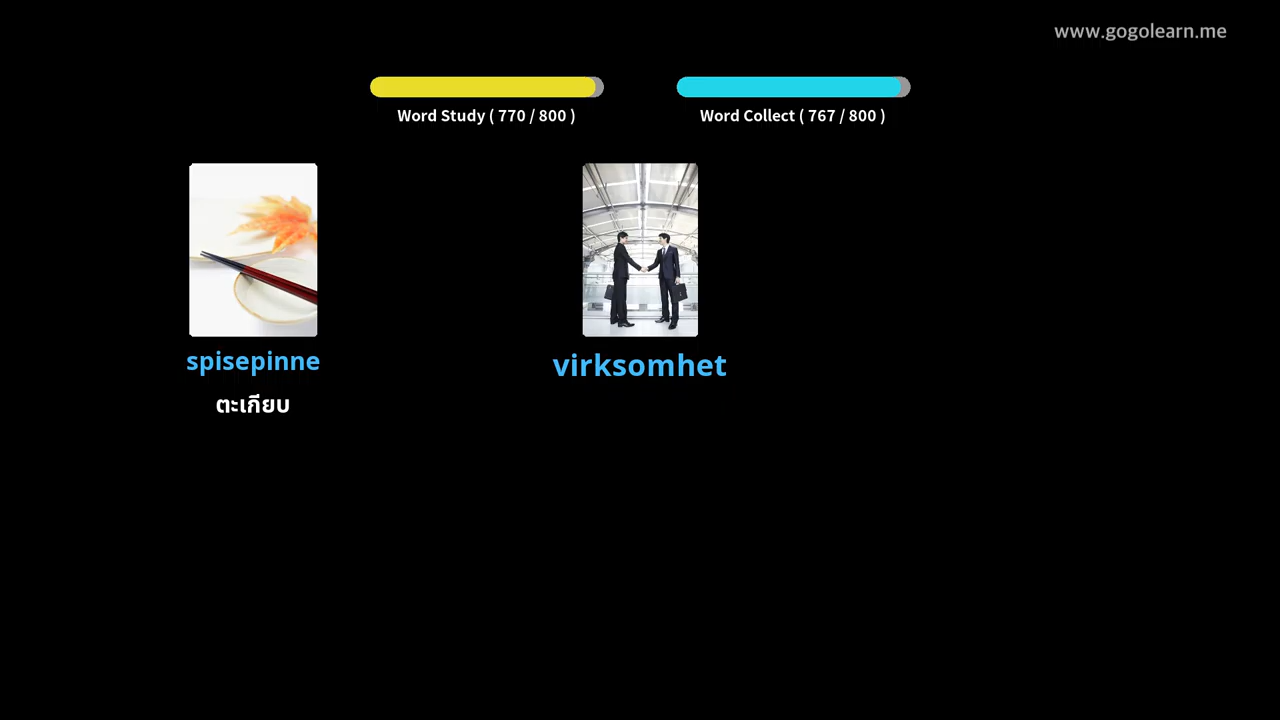 www.gogolearn.me
Word Study ( 770 / 800 )
Word Collect ( 767 / 800 )
spisepinne
virksomhet
ตะเกียบ